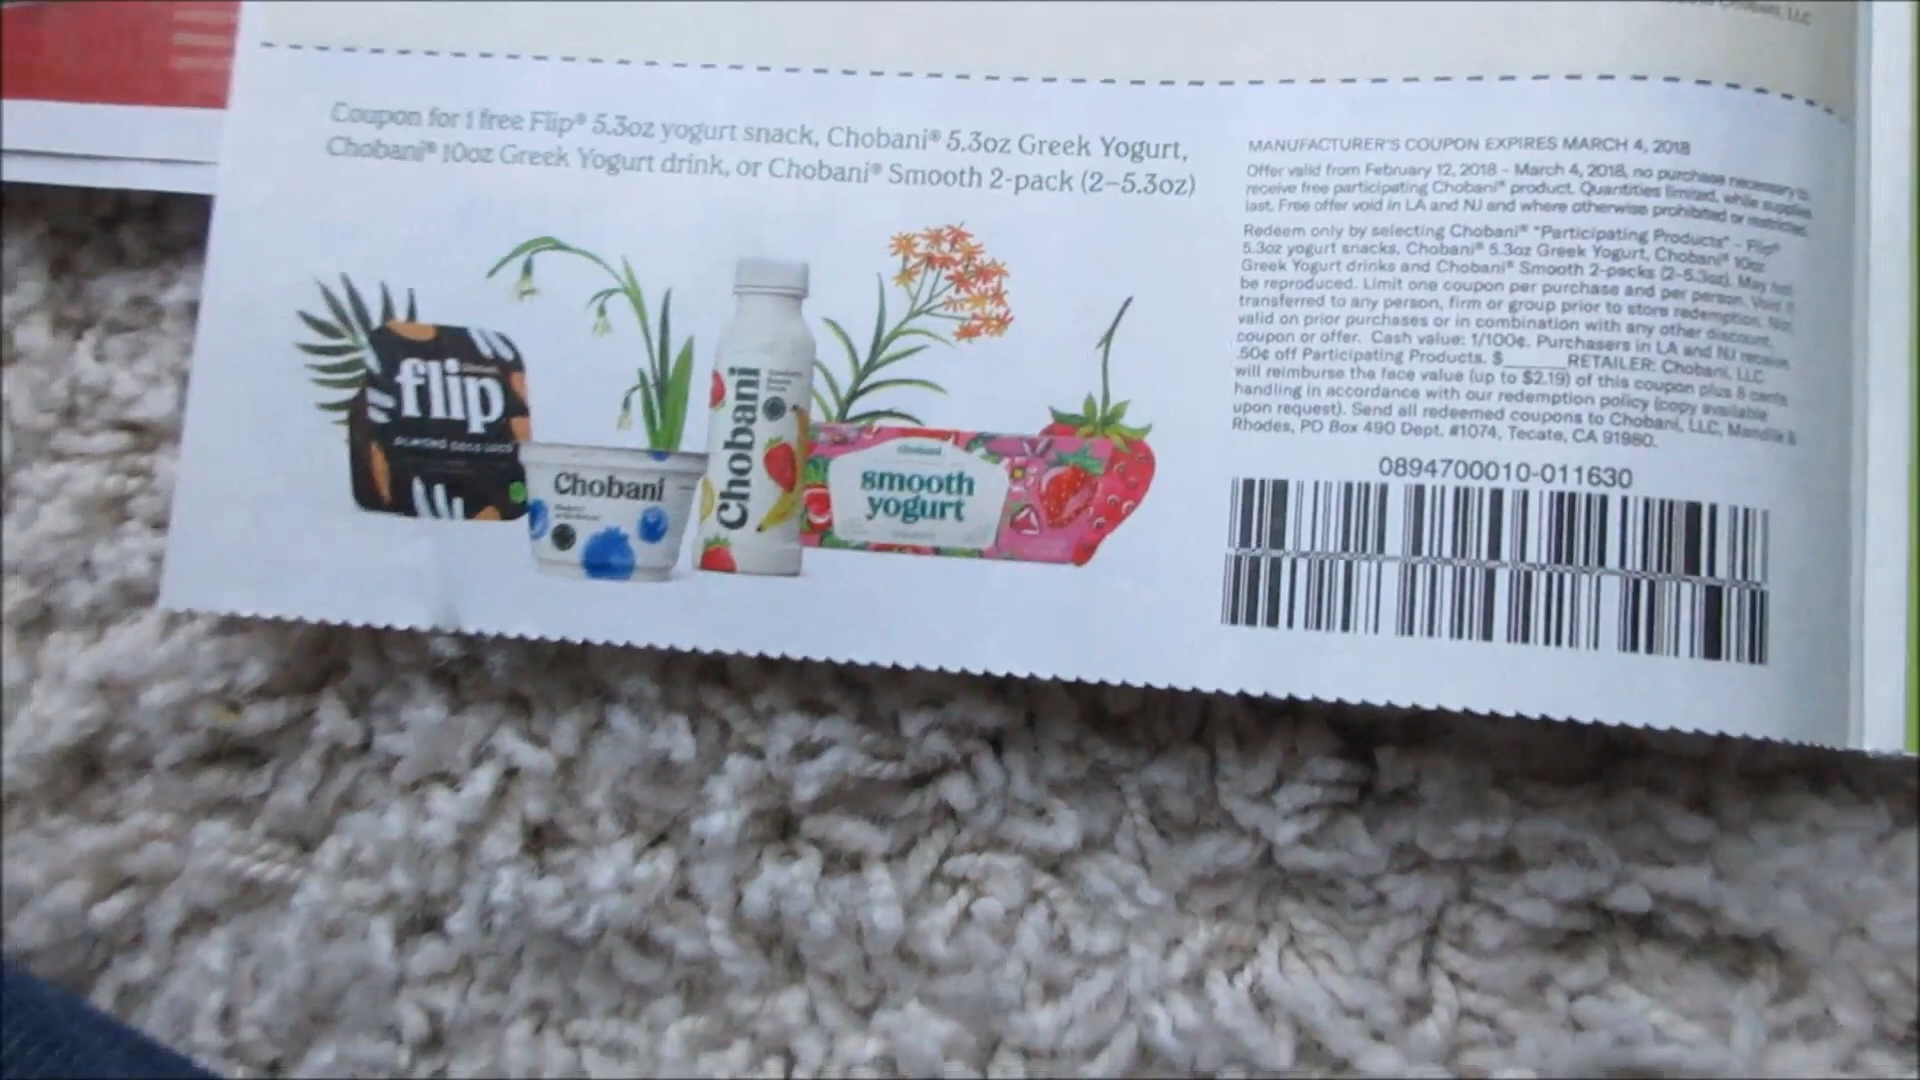 Chobani, LLC
Coupon for 1 free Flip® 5.3oz yogurt snack, Chobani® 5.3oz Greek Yogurt,
Chobani® 10oz Greek Yogurt drink, or Chobani® Smooth 2-pack (2–5.3oz)
flip
Chobani
Chobani
Chobani
smooth
yogurt
MANUFACTURER'S COUPON EXPIRES MARCH 4, 2018
Offer valid from February 12, 2018 - March 4, 2018, no purchase necessary to
receive free participating Chobani® product. Quantities limited, while supplies
last. Free offer void in LA and NJ and where otherwise prohibited or restricted.
Redeem only by selecting Chobani® "Participating Products" - Flip®
5.3oz yogurt snacks, Chobani® 5.3oz Greek Yogurt, Chobani® 10oz
Greek Yogurt drinks and Chobani® Smooth 2-packs (2-5.3oz). May not
be reproduced. Limit one coupon per purchase and per person. Void if
transferred to any person, firm or group prior to store redemption. Not
valid on prior purchases or in combination with any other discount,
coupon or offer. Cash value: 1/100¢. Purchasers in LA and NJ receive
.50¢ off Participating Products. $______RETAILER: Chobani, LLC
will reimburse the face value (up to $2.19) of this coupon plus 8 cents
handling in accordance with our redemption policy (copy available
upon request). Send all redeemed coupons to Chobani, LLC, Mandlik &
Rhodes, PO Box 490 Dept. #1074, Tecate, CA 91980.
0894700010-011630